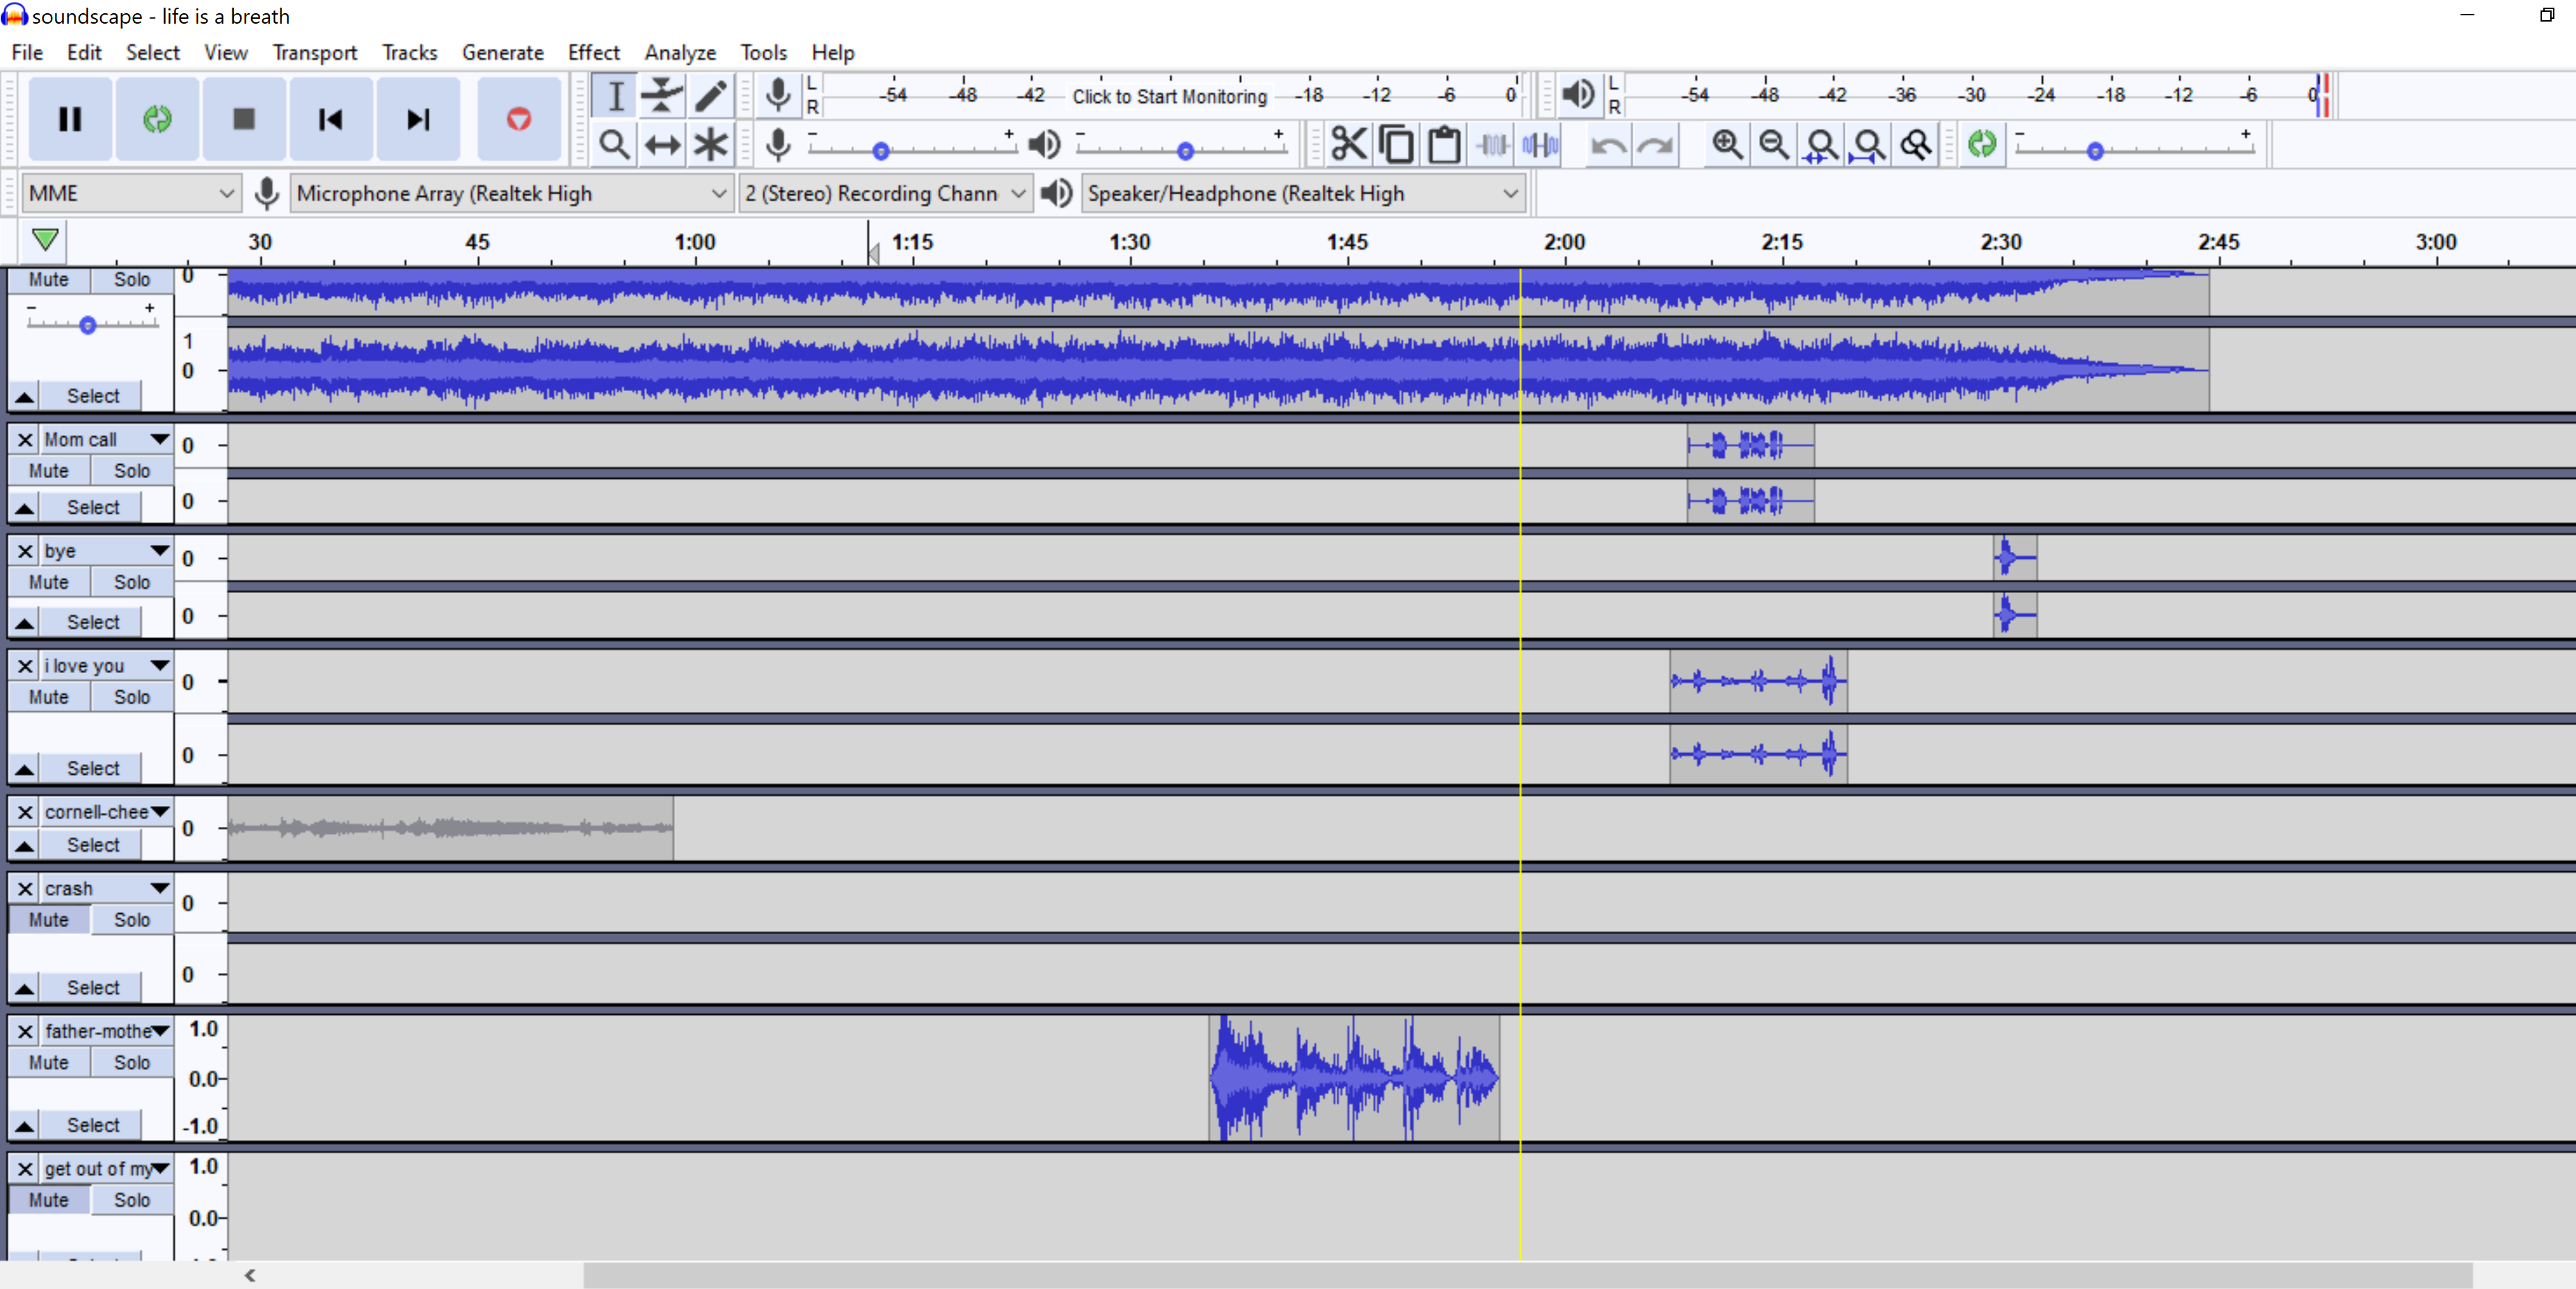 soundscape - life is a breath
File Edit Select View Transport Tracks Generate Effect Analyze Tools Help
L
R
-54 -48 -42 Click to Start Monitoring -18 -12 -6 0
L
R
-54 -48 -42 -36 -30 -24 -18 -12 -6 0
- +
- +
- +
MME
Microphone Array (Realtek High
2 (Stereo) Recording Chann
Speaker/Headphone (Realtek High
30 45 1:00 1:15 1:30 1:45 2:00 2:15 2:30 2:45 3:00
Mute Solo 0
- +
1
0
Select
Mom call 0
Mute Solo
Select 0
bye 0
Mute Solo
Select 0
i love you 0
Mute Solo
0
Select
cornell-chee 0
Select
crash 0
Mute Solo
0
Select
father-mothe 1.0
Mute Solo
0.0
Select -1.0
get out of my 1.0
Mute Solo
0.0